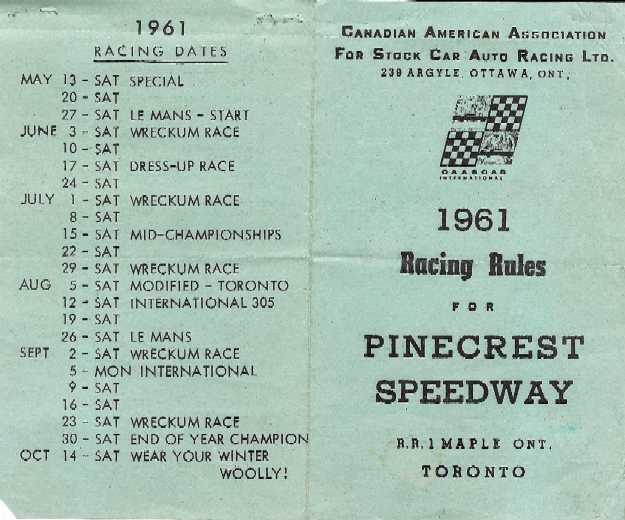 1961
RACING DATES
MAY 13 - SAT SPECIAL
20 - SAT
27 - SAT LE MANS - START
JUNE 3 - SAT WRECKUM RACE
10 - SAT
17 - SAT DRESS-UP RACE
24 - SAT
JULY 1 - SAT WRECKUM RACE
8 - SAT
15 - SAT MID-CHAMPIONSHIPS
22 - SAT
29 - SAT WRECKUM RACE
AUG 5 - SAT MODIFIED - TORONTO
12 - SAT INTERNATIONAL 305
19 - SAT
26 - SAT LE MANS
SEPT 2 - SAT WRECKUM RACE
5 - MON INTERNATIONAL
9 - SAT
16 - SAT
23 - SAT WRECKUM RACE
30 - SAT END OF YEAR CHAMPION
OCT 14 - SAT WEAR YOUR WINTER
WOOLLY!
CANADIAN AMERICAN ASSOCIATION
FOR STOCK CAR AUTO RACING LTD.
239 ARGYLE, OTTAWA, ONT,
CAASCAR
INTERNATIONAL
1961
Racing Rules
FOR
PINECREST
SPEEDWAY
R.R. 1 MAPLE ONT.
TORONTO